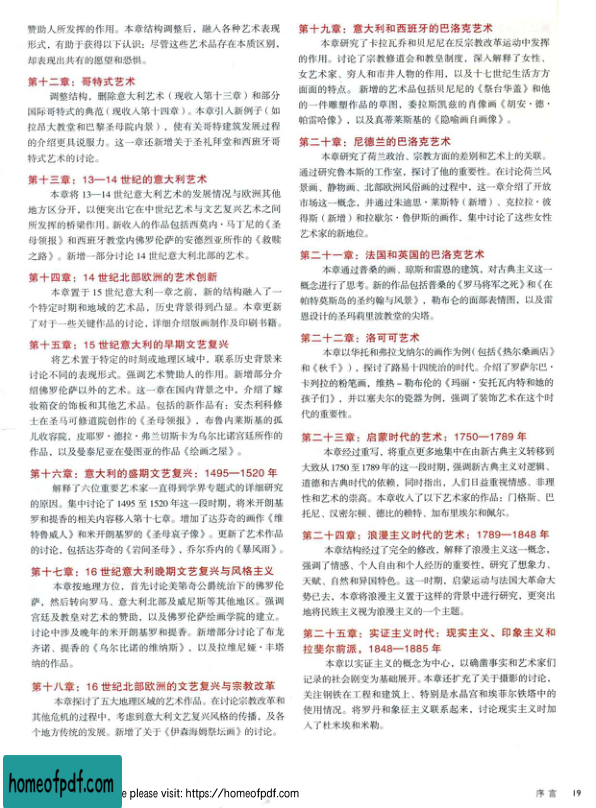 赞助人所发挥的作用。本章结构调整后，融入各种艺术表现
形式，有助于获得以下认识：尽管这些艺术品存在本质区别，
却表现出共有的愿望和恐惧。
第十二章：哥特式艺术
调整结构，删除意大利艺术（现收入第十三章）和部分
国际哥特式的典范（现收入第十四章）。本章引人新例子（如
拉昂大教堂和巴黎圣母院内景），使有关哥特建筑发展过程
的介绍更具说服力。这一章还新增关于圣礼拜堂和西班牙哥
特式艺术的讨论。
第十三章：13—14 世纪的意大利艺术
本章将 13—14 世纪意大利艺术的发展情况与欧洲其他
地方区分开，以便突出它在中世纪艺术与文艺复兴艺术之间
所发挥的桥梁作用。新收人的作品包括西莫内·马丁尼的《圣
母领报》和西班牙教堂内佛罗伦萨的安德烈亚所作的《救赎
之路》。新增一部分讨论 14 世纪意大利北部的艺术。
第十四章：14 世纪北部欧洲的艺术创新
本章置于 15 世纪意大利一章之前，新的结构融入了一
个特定时期和地域的艺术品，历史背景得到凸显。本章更新
了对于一些关键作品的讨论，详细介绍版画制作及印刷书籍。
第十五章：15 世纪意大利的早期文艺复兴
将艺术置于特定的时刻或地理区域中，联系历史背景来
讨论不同的表现形式。强调艺术赞助人的作用。新增部分介
绍佛罗伦萨以外的艺术。这一章在国内背景之中，介绍了嫁
妆箱奁的饰板和其他艺术品。包括的新作品有：安杰利科修
士在圣马可修道院创作的《圣母领报》，布鲁内莱斯基的孤
儿收容院，皮耶罗·德拉·弗兰切斯卡为乌尔比诺宫廷所作的
作品，以及曼泰尼亚在曼图亚的作品《绘画之屋》。
第十六章：意大利的盛期文艺复兴：1495—1520 年
解释了六位重要艺术家一直得到学界专题式的详细研究
的原因。集中讨论了 1495 至 1520 年这一段时期，将米开朗基
罗和提香的相关内容移入第十七章。增加了达芬奇的画作《维
特鲁威人》和米开朗基罗的《圣母哀子像》。更新了艺术作品
的讨论，包括达芬奇的《岩间圣母》，乔尔乔内的《暴风雨》。
第十七章：16 世纪意大利晚期文艺复兴与风格主义
本章按地理方位，首先讨论美第奇公爵统治下的佛罗伦
萨，然后转向罗马、意大利北部及威尼斯等其他地区。强调
宫廷及教皇对艺术的赞助，以及佛罗伦萨绘画学院的建立。
讨论中涉及晚年的米开朗基罗和提香。新增部分讨论了布龙
齐诺、提香的《乌尔比诺的维纳斯》，以及拉维尼娅·丰塔
纳的作品。
第十八章：16 世纪北部欧洲的文艺复兴与宗教改革
本章探讨了五大地理区域的艺术作品。在讨论宗教改革和
其他危机的过程中，考虑到意大利文艺复兴风格的传播，及各
个地方传统的发展。新增了关于《伊森海姆祭坛画》的讨论。
第十九章：意大利和西班牙的巴洛克艺术
本章研究了卡拉瓦乔和贝尼尼在反宗教改革运动中发挥
的作用。讨论了宗教修道会和教皇制度，深入解释了女性、
女艺术家、穷人和市井人物的作用，以及十七世纪生活方方
面面的特点。 新增的艺术品包括贝尼尼的《祭台华盖》和他
的一件雕塑作品的草图，委拉斯凯兹的肖像画《胡安·德·
帕雷哈像》，以及真蒂莱斯基的《隐喻画自画像》。
第二十章：尼德兰的巴洛克艺术
本章研究了荷兰政治、宗教方面的差别和艺术上的关联。
通过研究鲁本斯的工作室，探讨了他的重要性。在讨论荷兰风
景画、静物画、北部欧洲风俗画的过程中，这一章介绍了开放
市场这一概念，并通过朱迪思·莱斯特（新增）、克拉拉·彼
得斯（新增）和拉歇尔·鲁伊斯的画作，集中讨论了这些女性
艺术家的新地位。
第二十一章：法国和英国的巴洛克艺术
本章通过普桑的画、琼斯和雷恩的建筑，对古典主义这一
概念进行了思考。新的作品包括普桑的《罗马将军之死》和《在
帕特莫斯岛的圣约翰与风景》，勒布仑的面部表情图，以及雷
恩设计的圣玛莉里波教堂的尖塔。
第二十二章：洛可可艺术
本章以华托和弗拉戈纳尔的画作为例（包括《热尔桑画店》
和《秋千》），探讨了路易十四统治的时代。介绍了罗萨尔巴·
卡列拉的粉笔画，维热－勒布伦的《玛丽·安托瓦内特和她的
孩子们》，并以塞夫尔的瓷器为例，强调了装饰艺术在这个时
代的重要性。
第二十三章：启蒙时代的艺术：1750—1789 年
本章经过重写，将重点更多地集中在由新古典主义转移到
大致从 1750 至 1789 年的这一段时期，强调新古典主义对逻辑、
道德和古典时代的依赖，同时指出，人们日益重视情感、非理
性和艺术的崇高。本章收入了以下艺术家的作品：门格斯、巴
托尼、汉密尔顿、德比的赖特、加布里埃尔和佩尔。
第二十四章：浪漫主义时代的艺术：1789—1848 年
本章结构经过了完全的修改，解释了浪漫主义这一概念，
强调了情感、个人自由和个人经历的重要性，研究了想象力、
天赋、自然和异国特色。这一时期，启蒙运动与法国大革命大
势已去，本章将浪漫主义置于这样的背景中进行研究，更突出
地将民族主义视为浪漫主义的一个主题。
第二十五章：实证主义时代：现实主义、印象主义和
拉斐尔前派，1848—1885 年
本章以实证主义的概念为中心，以确凿事实和艺术家们
记录的社会剧变为基础展开。本章还扩充了关于摄影的讨论，
关注钢铁在工程和建筑上、特别是水晶宫和埃菲尔铁塔中的
使用情况。将罗丹和象征主义联系起来，讨论现实主义时加
入了杜米埃和米勒。
homeofpdf.com
e please visit: https://homeofpdf.com
序言 19